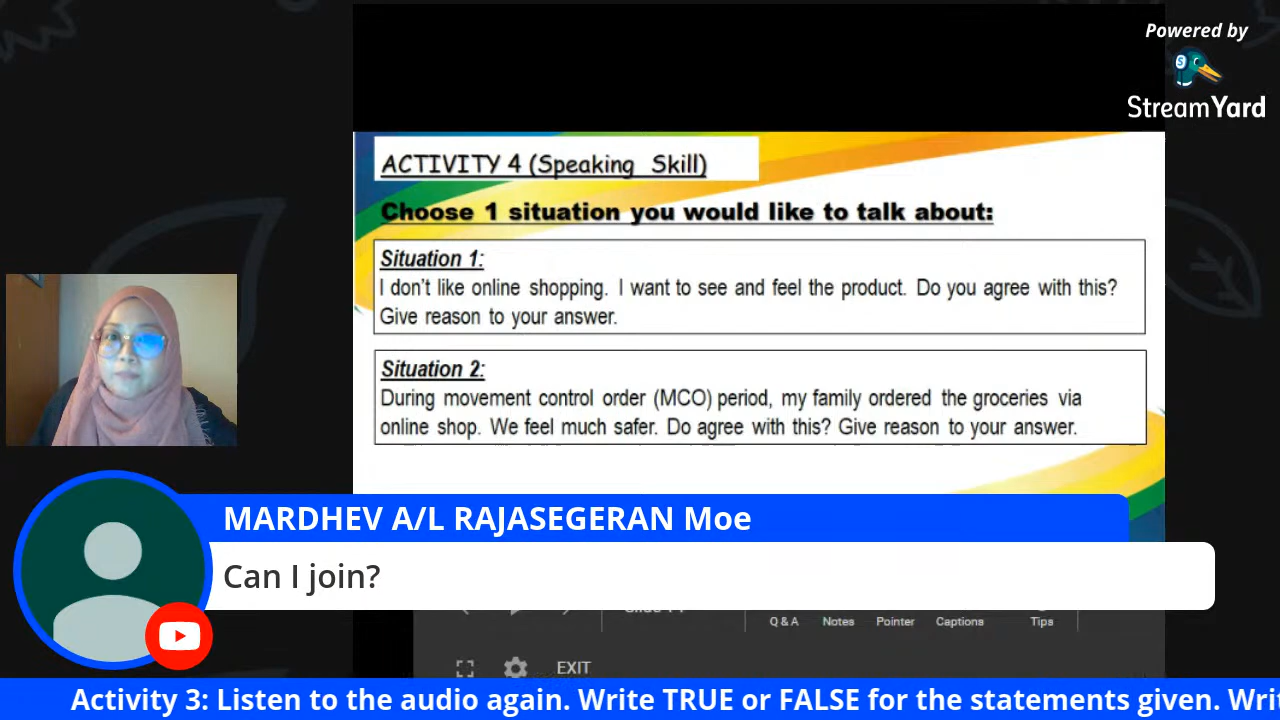 Powered by
StreamYard
ACTIVITY 4 (Speaking Skill)
Choose 1 situation you would like to talk about:
Situation 1:
I don't like online shopping. I want to see and feel the product. Do you agree with this?
Give reason to your answer.
Situation 2:
During movement control order (MCO) period, my family ordered the groceries via
online shop. We feel much safer. Do agree with this? Give reason to your answer.
MARDHEV A/L RAJASEGERAN Moe
Can I join?
Q & A Notes Pointer Captions Tips
EXIT
Activity 3: Listen to the audio again. Write TRUE or FALSE for the statements given. Wri